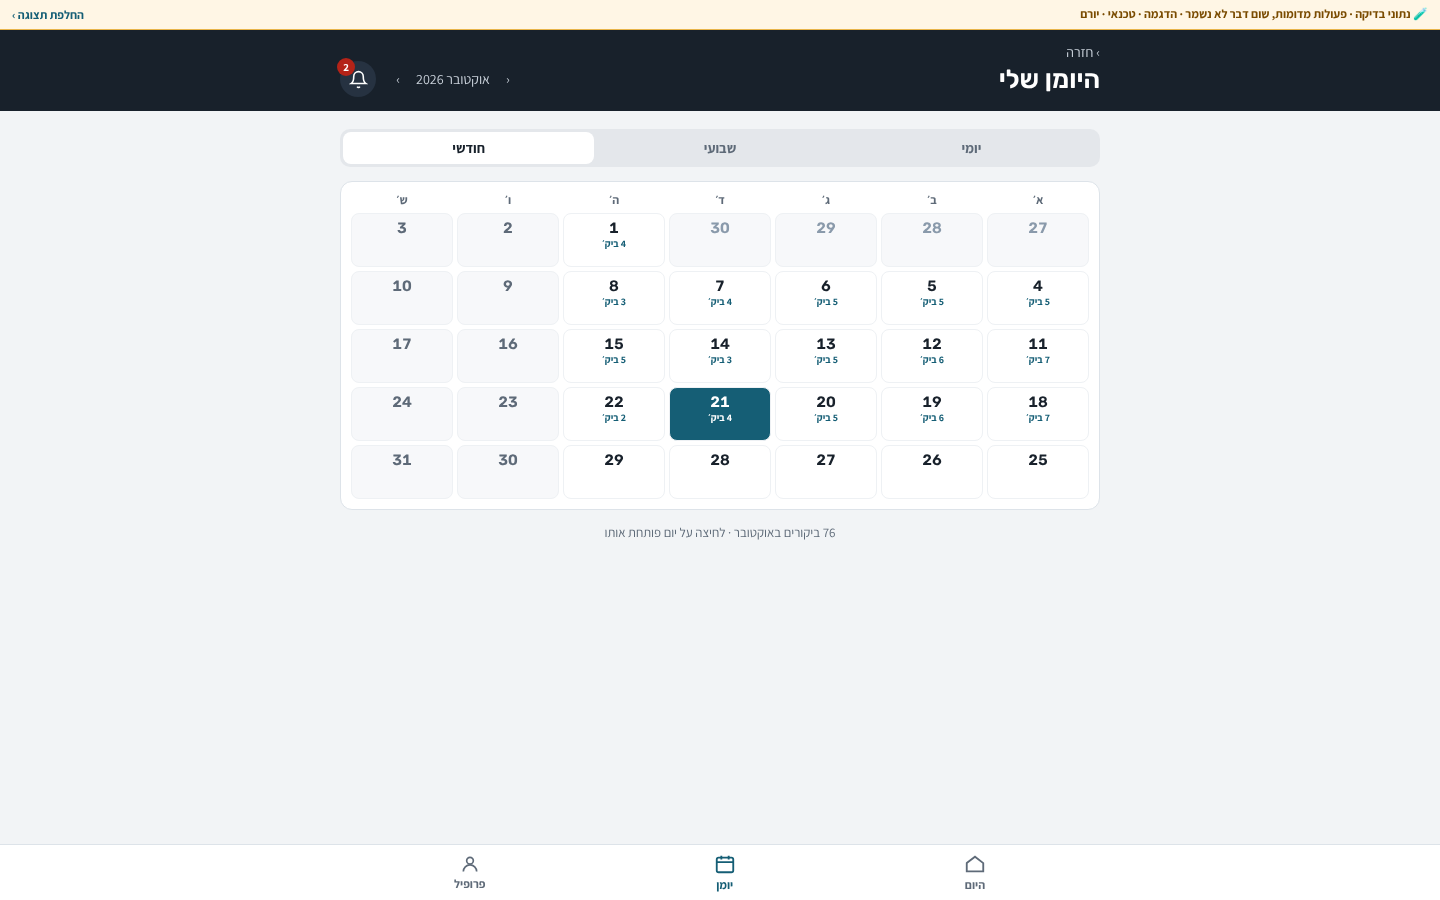 🧪 נתוני בדיקה · פעולות מדומות, שום דבר לא נשמר · הדגמה · טכנאי · יורם
החלפת תצוגה ›
› חזרה
היומן שלי
‹ אוקטובר 2026 ›
2
יומי שבועי חודשי
א׳ ב׳ ג׳ ד׳ ה׳ ו׳ ש׳
27 28 29 30 1 2 3
4 ביק׳
4 5 6 7 8 9 10
5 ביק׳ 5 ביק׳ 5 ביק׳ 4 ביק׳ 3 ביק׳
11 12 13 14 15 16 17
7 ביק׳ 6 ביק׳ 5 ביק׳ 3 ביק׳ 5 ביק׳
18 19 20 21 22 23 24
7 ביק׳ 6 ביק׳ 5 ביק׳ 4 ביק׳ 2 ביק׳
25 26 27 28 29 30 31
76 ביקורים באוקטובר · לחיצה על יום פותחת אותו
היום יומן פרופיל